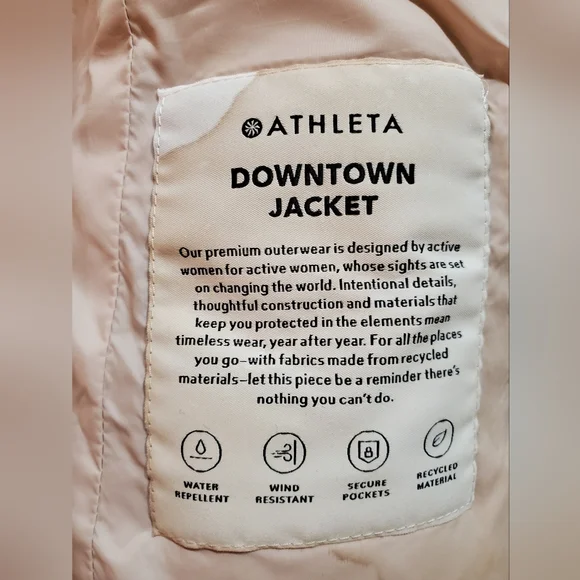 ATHLETA
DOWNTOWN
JACKET
Our premium outerwear is designed by active
women for active women, whose sights are set
on changing the world. Intentional details,
thoughtful construction and materials that
keep you protected in the elements mean
timeless wear, year after year. For all the places
you go–with fabrics made from recycled
materials–let this piece be a reminder there's
nothing you can't do.
WATER
REPELLENT
WIND
RESISTANT
SECURE
POCKETS
RECYCLED
MATERIAL